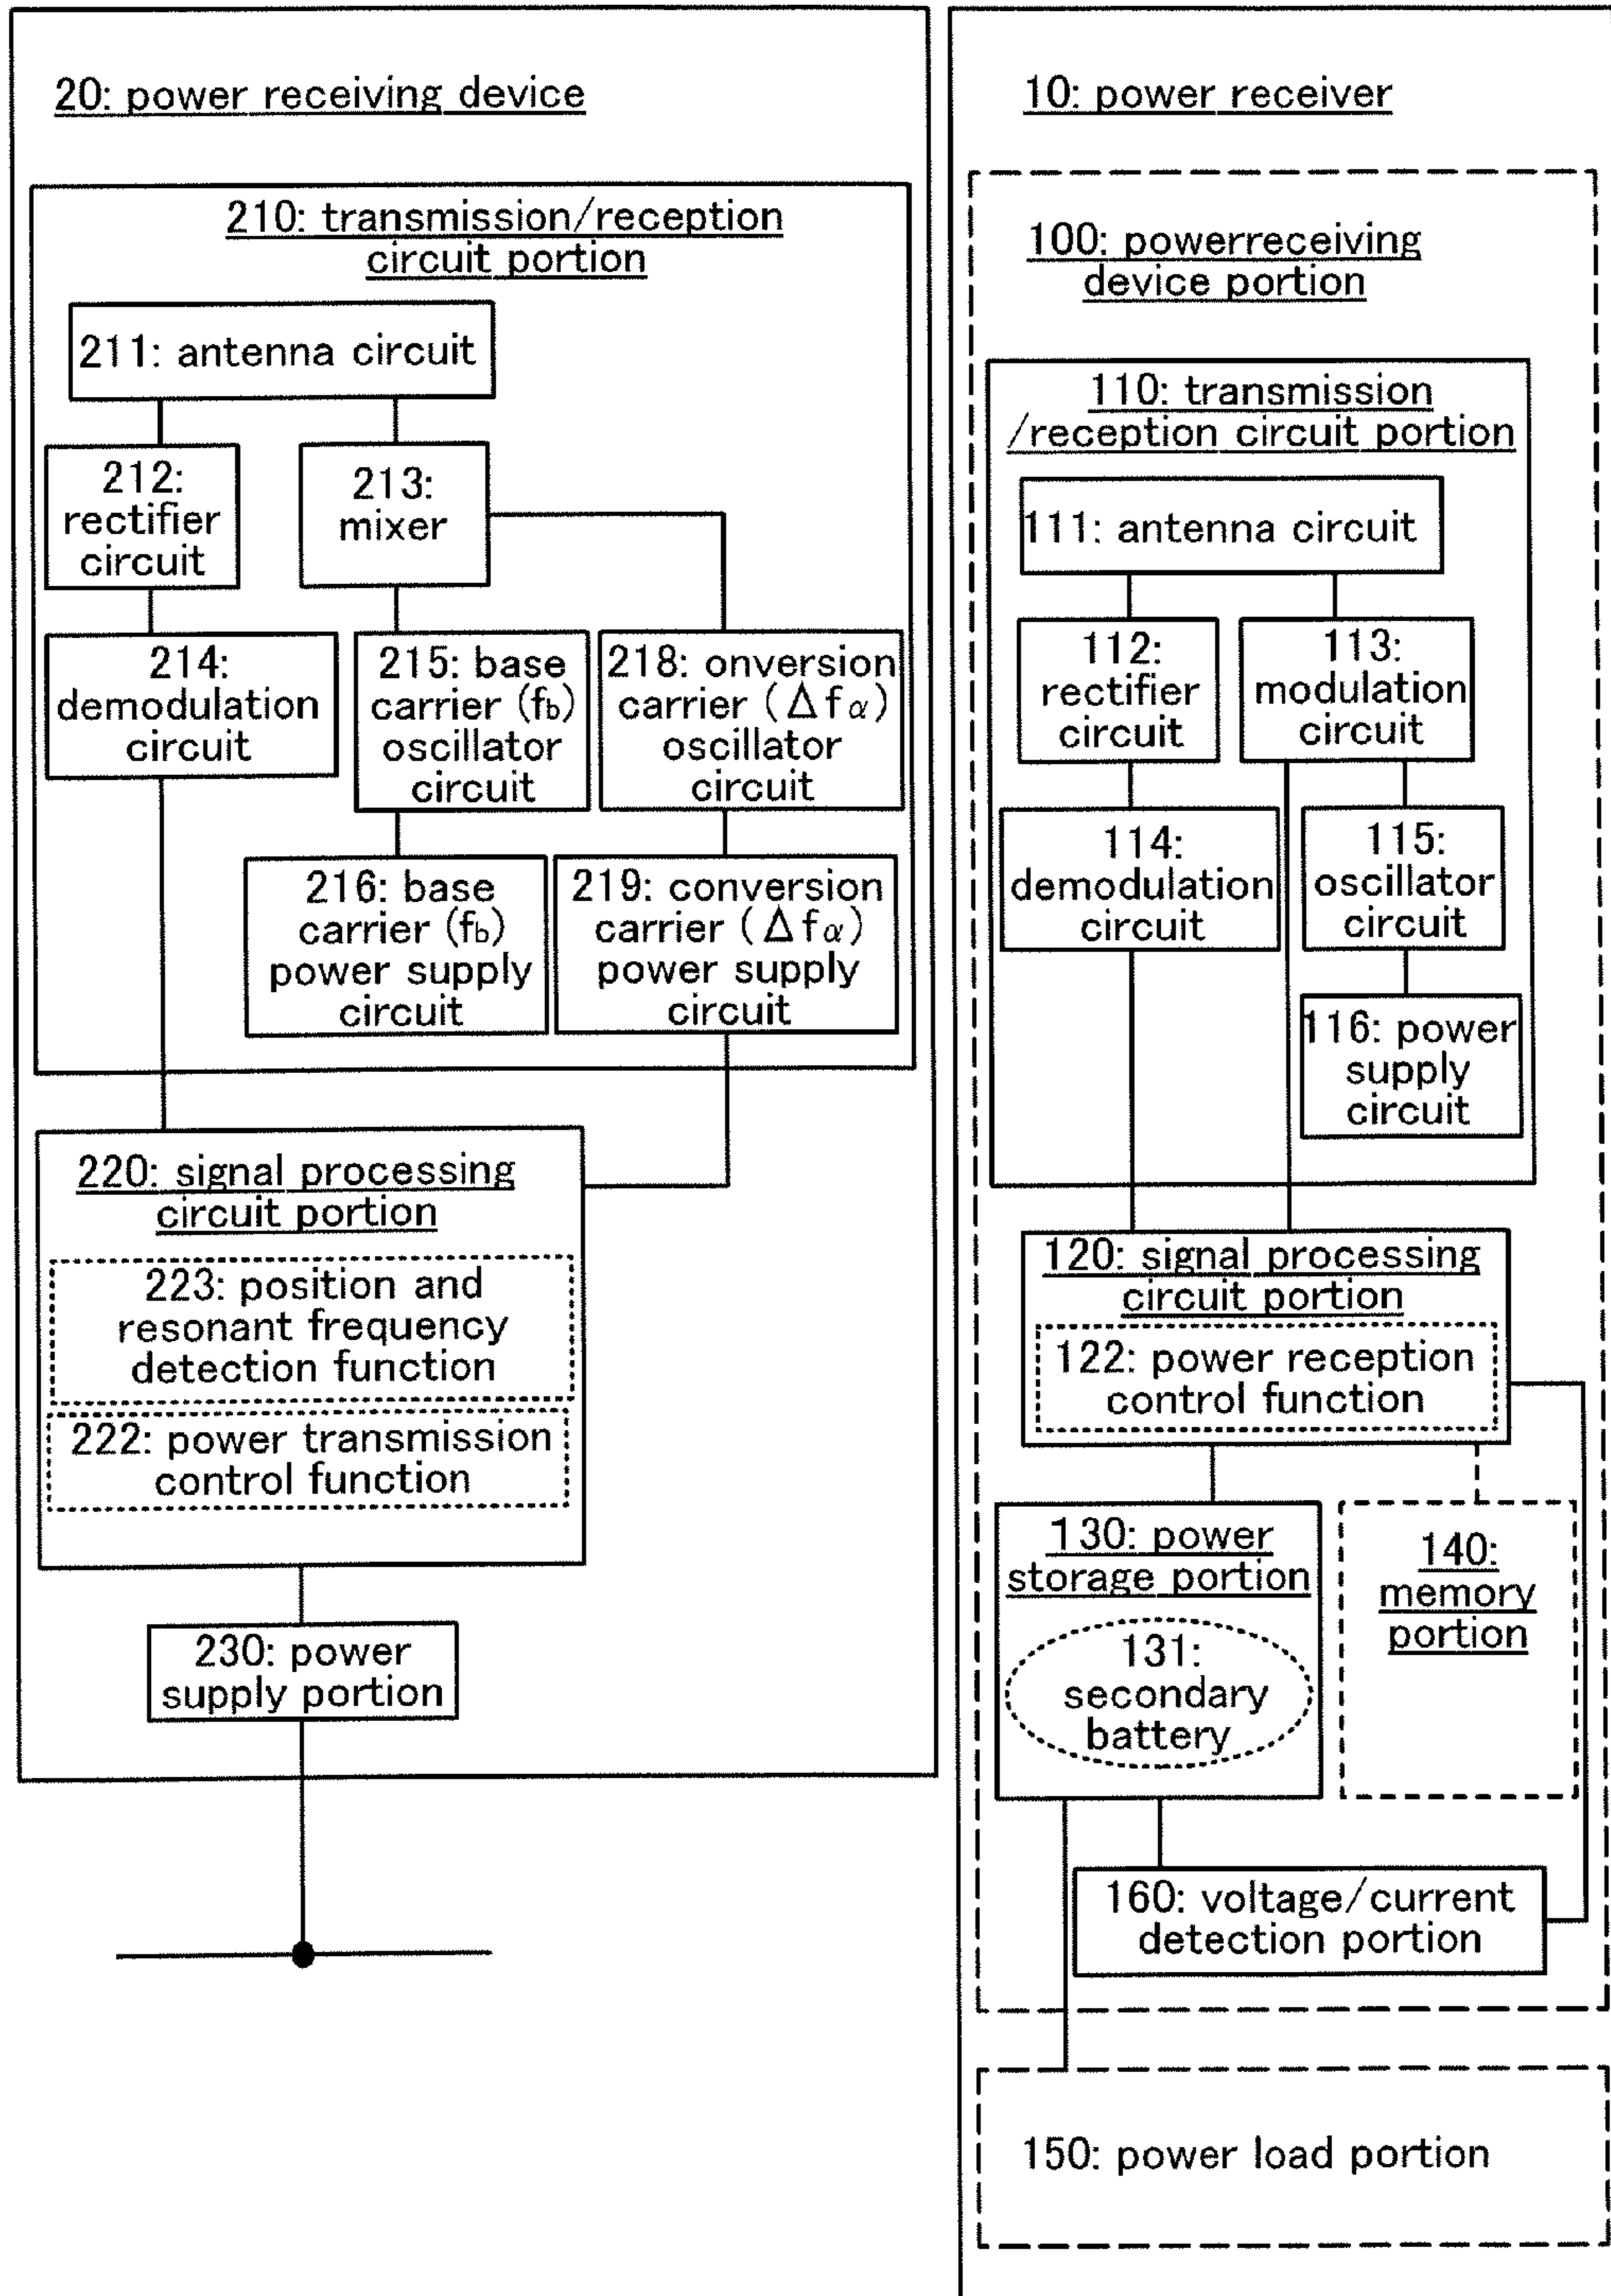 20: power receiving device
210: transmission/reception
circuit portion
211: antenna circuit
212:
rectifier
circuit
213:
mixer
214:
demodulation
circuit
215: base
carrier (fb)
oscillator
circuit
218: onversion
carrier (Δfα)
oscillator
circuit
216: base
carrier (fb)
power supply
circuit
219: conversion
carrier (Δfα)
power supply
circuit
220: signal processing
circuit portion
223: position and
resonant frequency
detection function
222: power transmission
control function
230: power
supply portion
10: power receiver
100: powerreceiving
device portion
110: transmission
/reception circuit portion
111: antenna circuit
112:
rectifier
circuit
113:
modulation
circuit
114:
demodulation
circuit
115:
oscillator
circuit
116: power
supply
circuit
120: signal processing
circuit portion
122: power reception
control function
130: power
storage portion
131:
secondary
battery
140:
memory
portion
160: voltage/current
detection portion
150: power load portion